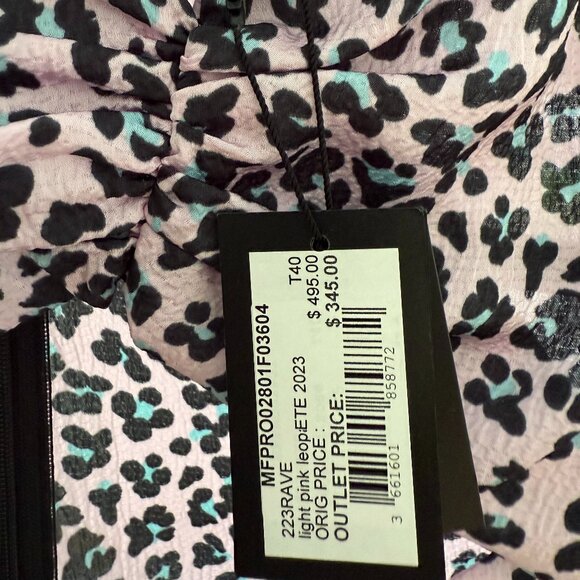 MFPRO02801F03604
223RAVE T40
light pink leop:ETE 2023
ORIG PRICE : $ 495.00
OUTLET PRICE: $ 345.00
3 661601 858772